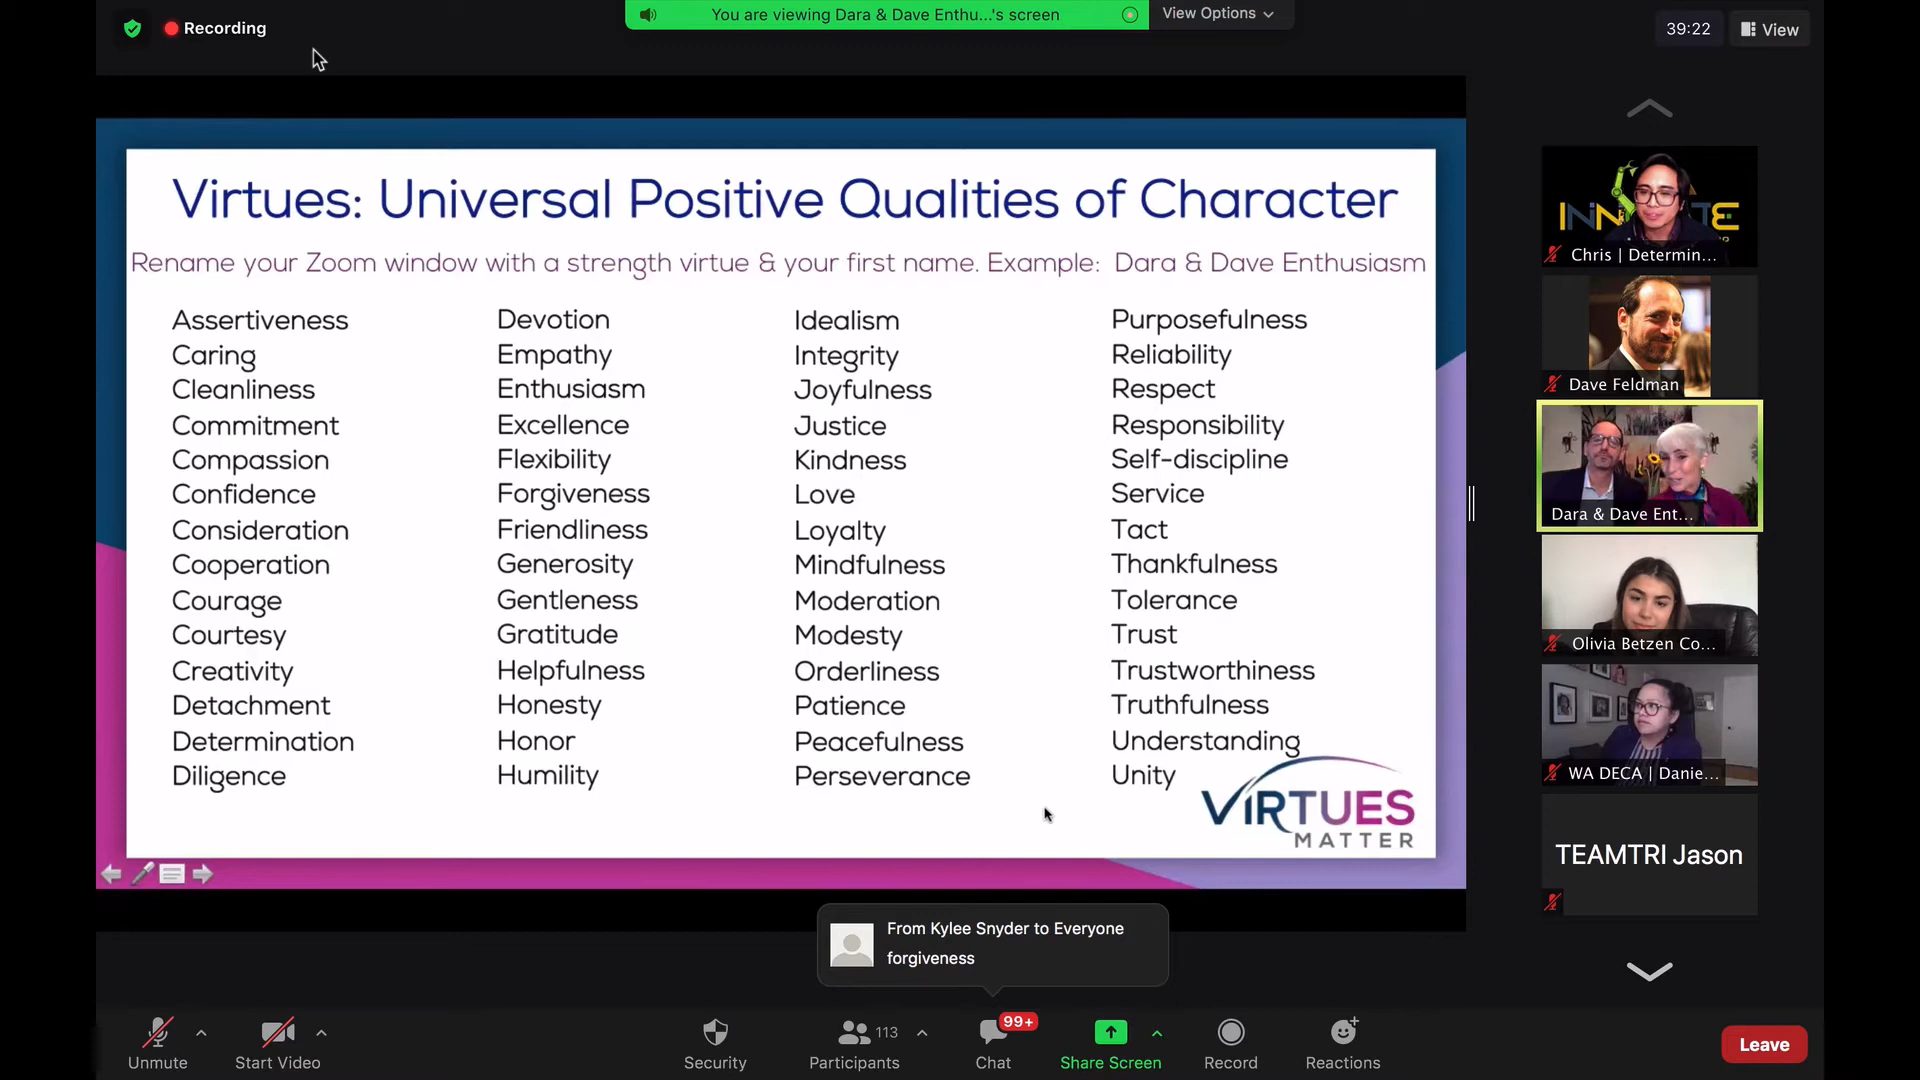 Recording
You are viewing Dara & Dave Enthu...'s screen
View Options
39:22
View
Virtues: Universal Positive Qualities of Character
Rename your Zoom window with a strength virtue & your first name. Example: Dara & Dave Enthusiasm
Assertiveness
Caring
Cleanliness
Commitment
Compassion
Confidence
Consideration
Cooperation
Courage
Courtesy
Creativity
Detachment
Determination
Diligence
Devotion
Empathy
Enthusiasm
Excellence
Flexibility
Forgiveness
Friendliness
Generosity
Gentleness
Gratitude
Helpfulness
Honesty
Honor
Humility
Idealism
Integrity
Joyfulness
Justice
Kindness
Love
Loyalty
Mindfulness
Moderation
Modesty
Orderliness
Patience
Peacefulness
Perseverance
Purposefulness
Reliability
Respect
Responsibility
Self-discipline
Service
Tact
Thankfulness
Tolerance
Trust
Trustworthiness
Truthfulness
Understanding
Unity
VIRTUES
MATTER
Chris | Determin...
Dave Feldman
Dara & Dave Ent...
Olivia Betzen Co...
WA DECA | Danie...
TEAMTRI Jason
From Kylee Snyder to Everyone
forgiveness
Unmute
Start Video
Security
113
Participants
99+
Chat
Share Screen
Record
Reactions
Leave